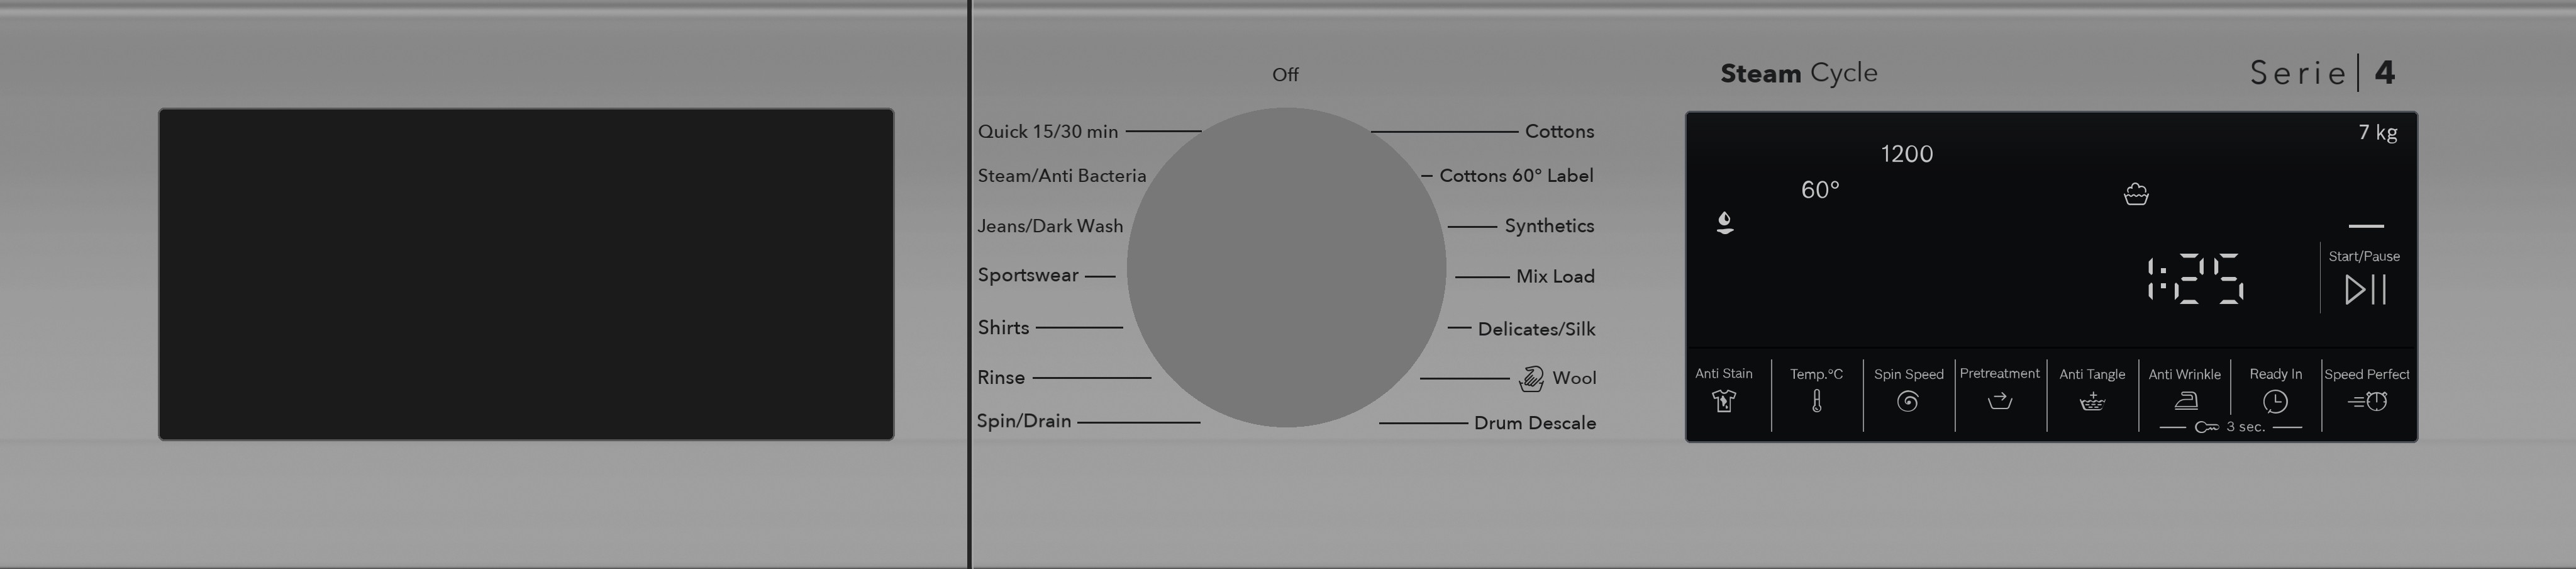 Off
Quick 15/30 min
Steam/Anti Bacteria
Jeans/Dark Wash
Sportswear
Shirts
Rinse
Spin/Drain
Cottons
Cottons 60° Label
Synthetics
Mix Load
Delicates/Silk
Wool
Drum Descale
Steam Cycle
Serie | 4
7 kg
1200
60°
1:25
Start/Pause
Anti Stain
Temp.°C
Spin Speed
Pretreatment
Anti Tangle
Anti Wrinkle
Ready In
Speed Perfect
3 sec.